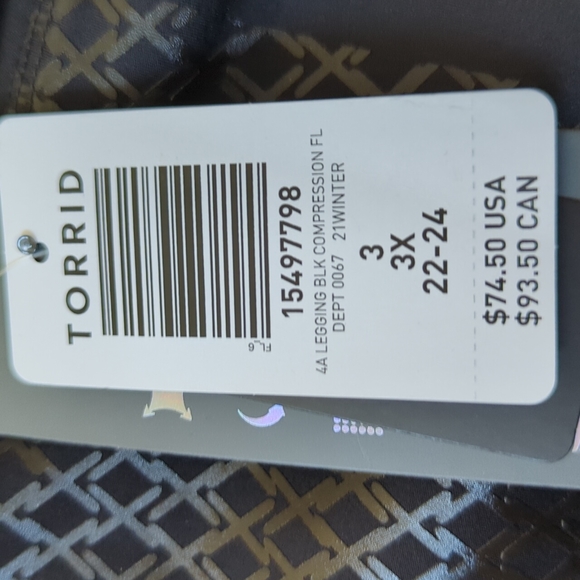 TORRID
15497798
4A LEGGING BLK COMPRESSION FL
DEPT 0067 21WINTER
3
3X
22-24
$74.50 USA
$93.50 CAN